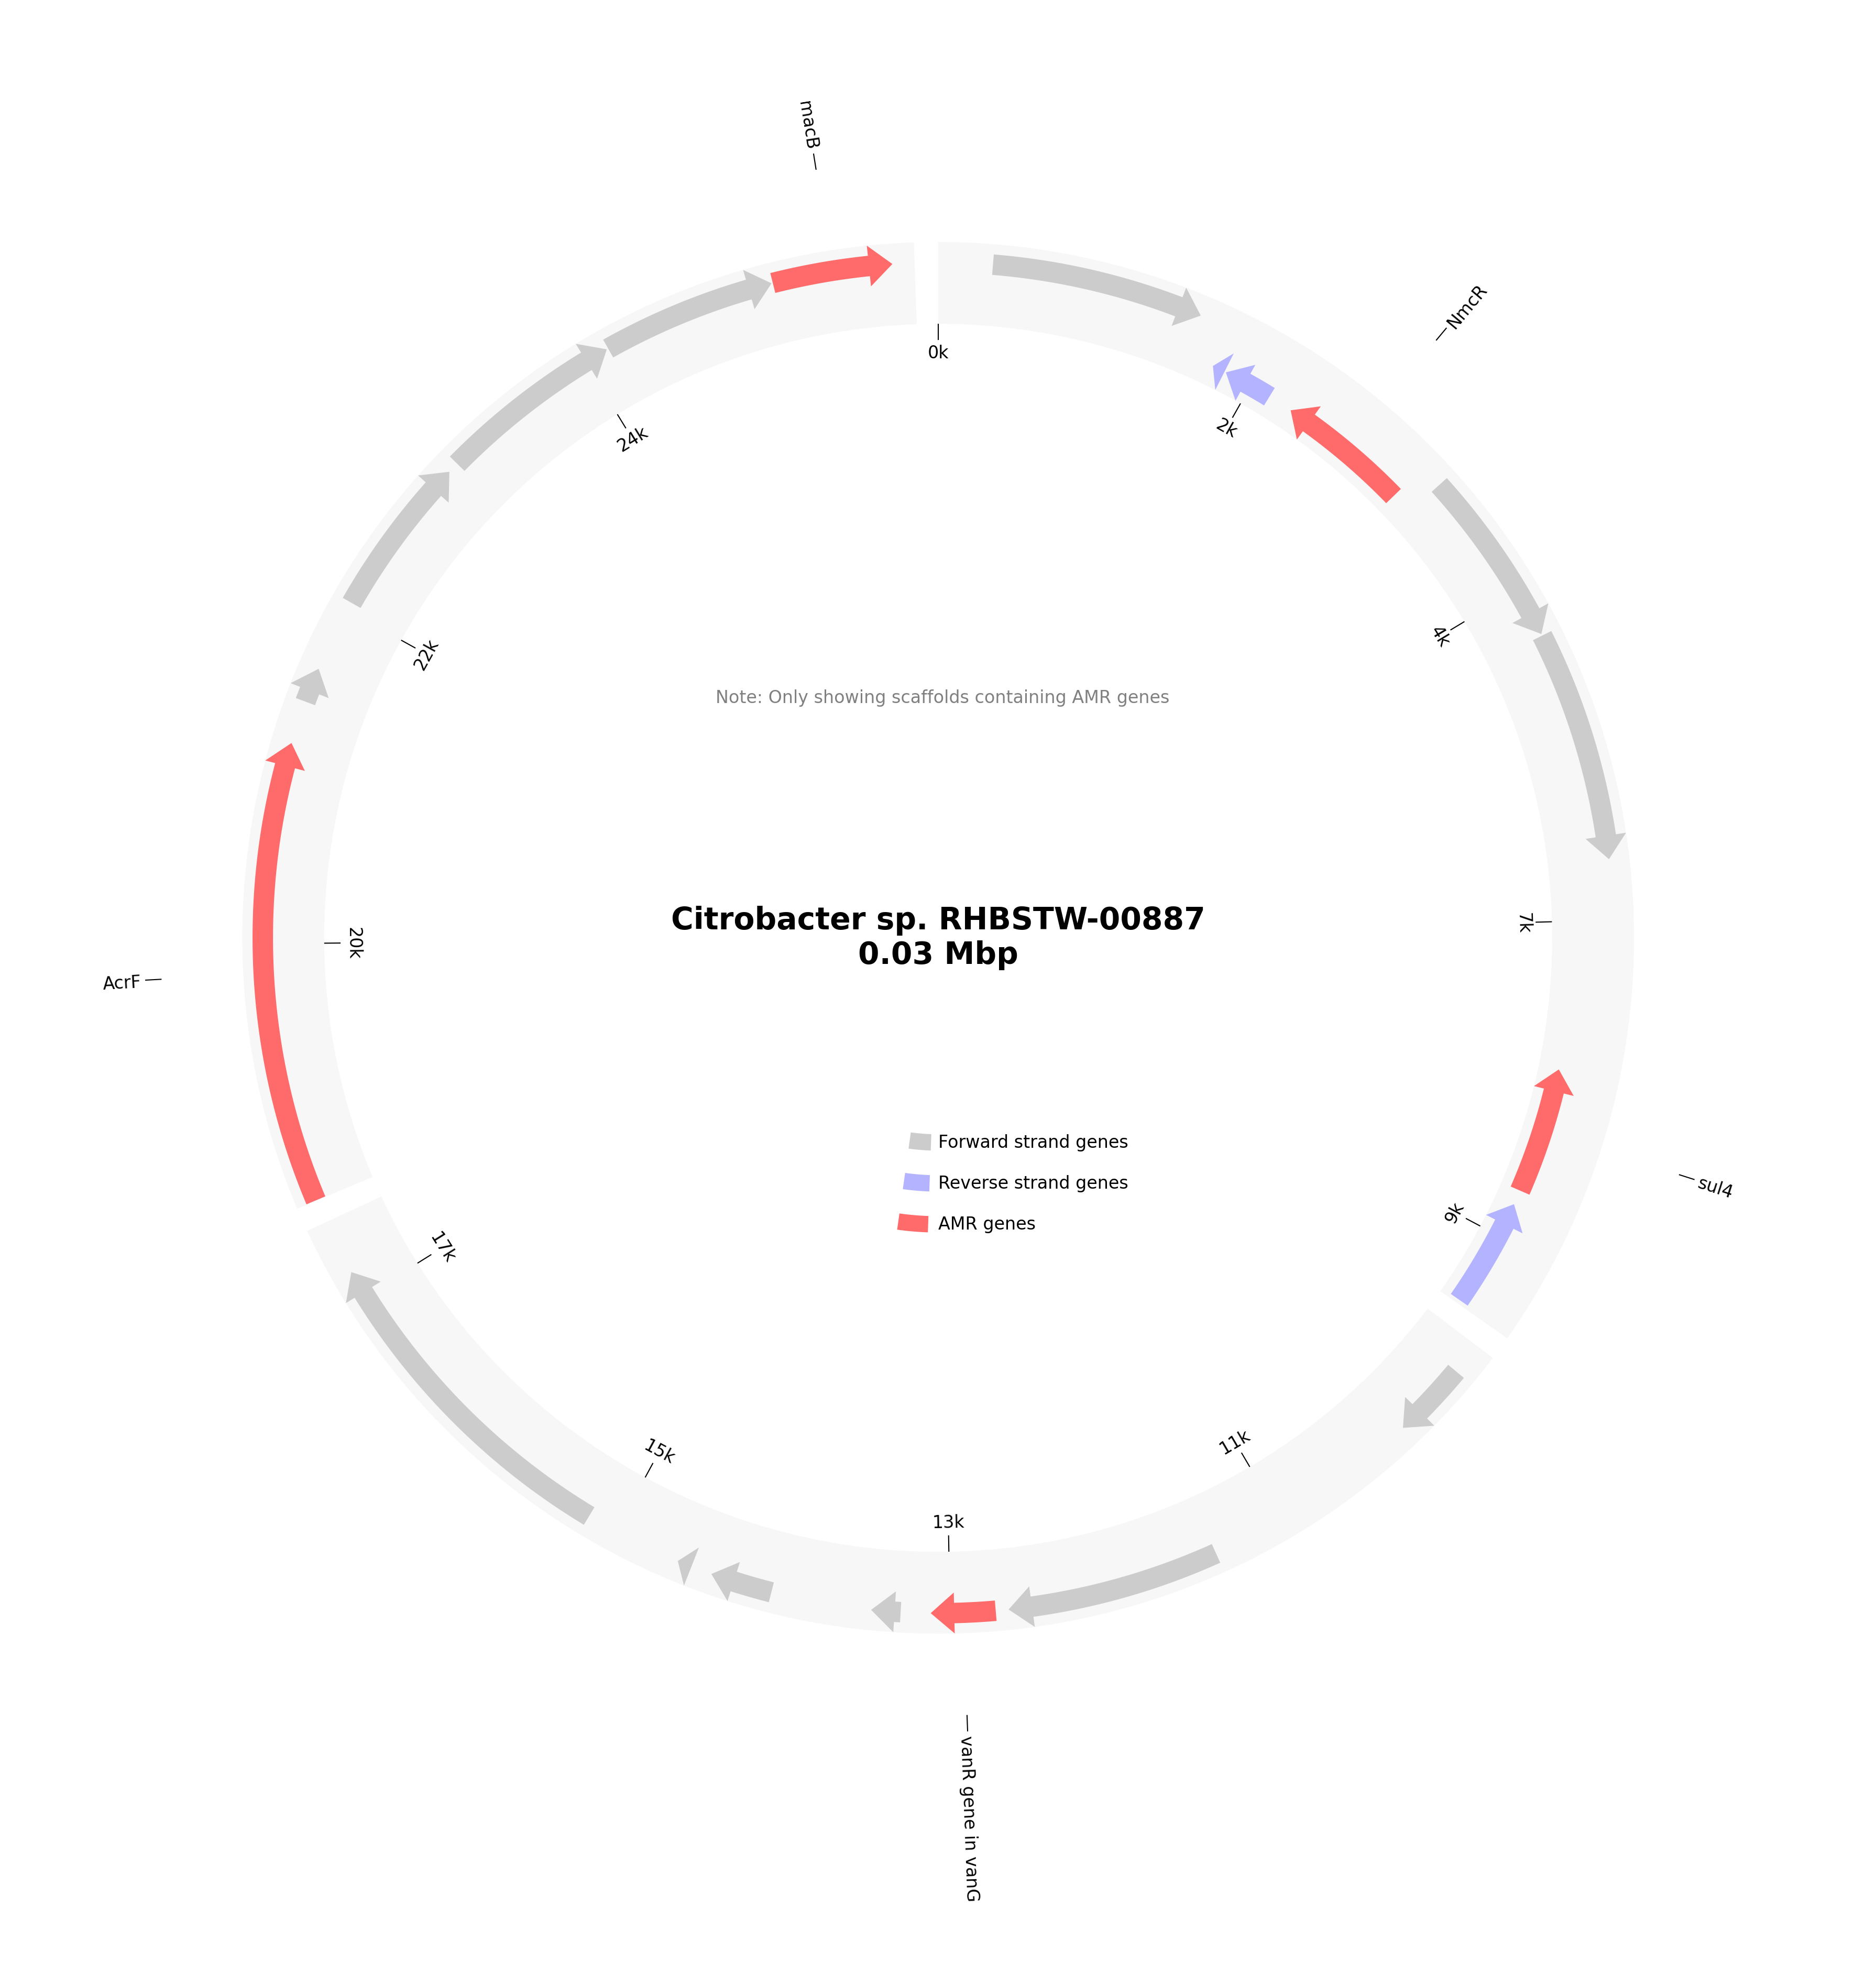 macB
NmcR
0k
2k
24k
4k
22k
Note: Only showing scaffolds containing AMR genes
7k
Citrobacter sp. RHBSTW-00887
0.03 Mbp
20k
AcrF
Forward strand genes
Reverse strand genes
AMR genes
sul4
9k
17k
11k
15k
13k
vanR gene in vanG